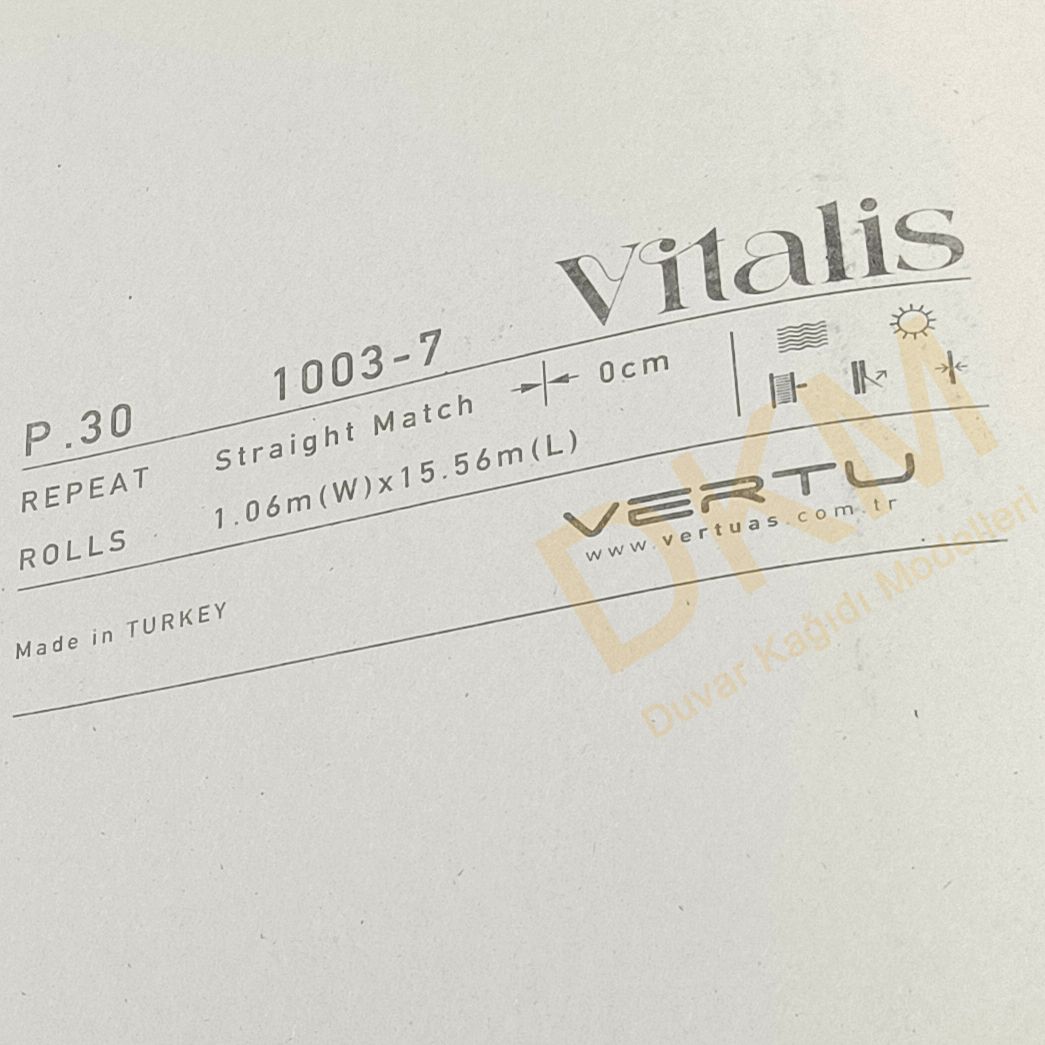 Vitalis
P.30 1003-7
REPEAT Straight Match 0cm
ROLLS 1.06m(W)x15.56m(L)
VERTU
www.vertuas.com.tr
Made in TURKEY
DKM
Duvar Kağıdı Modelleri